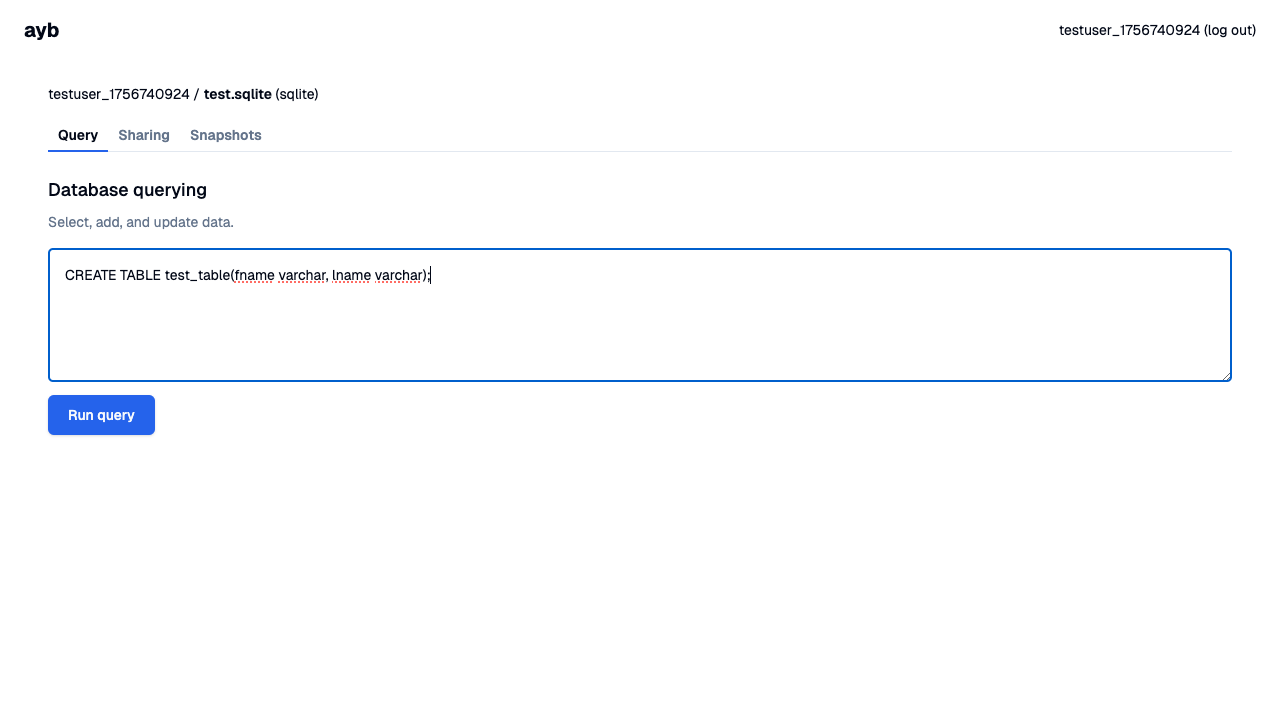 ayb
testuser_1756740924 (log out)
testuser_1756740924 / test.sqlite (sqlite)
Query Sharing Snapshots
Database querying
Select, add, and update data.
CREATE TABLE test_table(fname varchar, lname varchar);
Run query